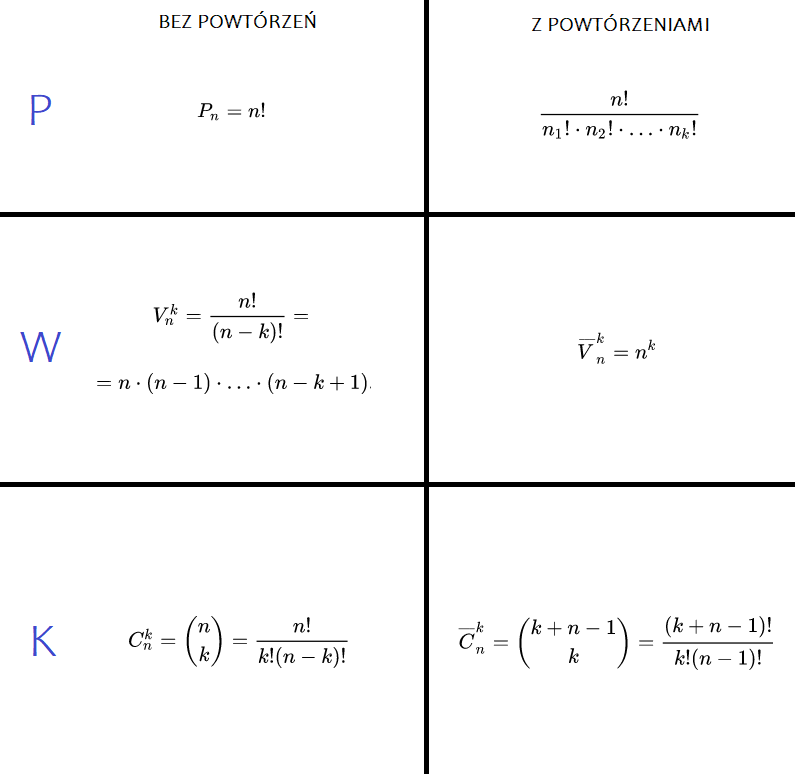 BEZ POWTÓRZEŃ
Z POWTÓRZENIAMI
P
$P_n = n!$
$\frac{n!}{n_1! \cdot n_2! \cdot \ldots \cdot n_k!}$
W
$V_n^k = \frac{n!}{(n-k)!} =$
$= n \cdot (n-1) \cdot \ldots \cdot (n-k+1).$
$\overline{V}_n^k = n^k$
K
$C_n^k = \binom{n}{k} = \frac{n!}{k!(n-k)!}$
$\overline{C}_n^k = \binom{k+n-1}{k} = \frac{(k+n-1)!}{k!(n-1)!}$